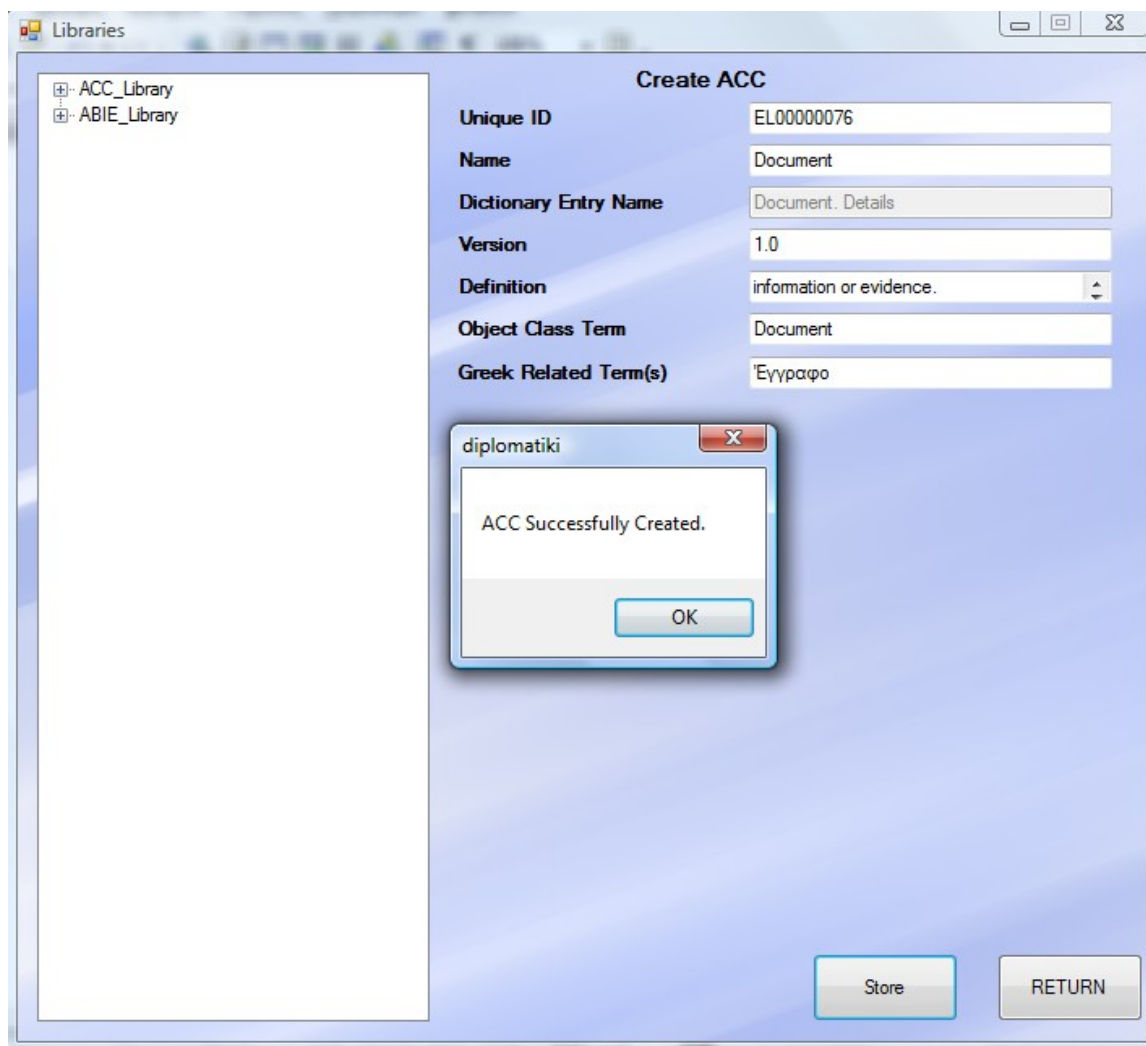 Libraries
ACC_Library
ABIE_Library
Create ACC
Unique ID EL00000076
Name Document
Dictionary Entry Name Document. Details
Version 1.0
Definition information or evidence.
Object Class Term Document
Greek Related Term(s) Έγγραφο
diplomatiki
ACC Successfully Created.
OK
Store RETURN